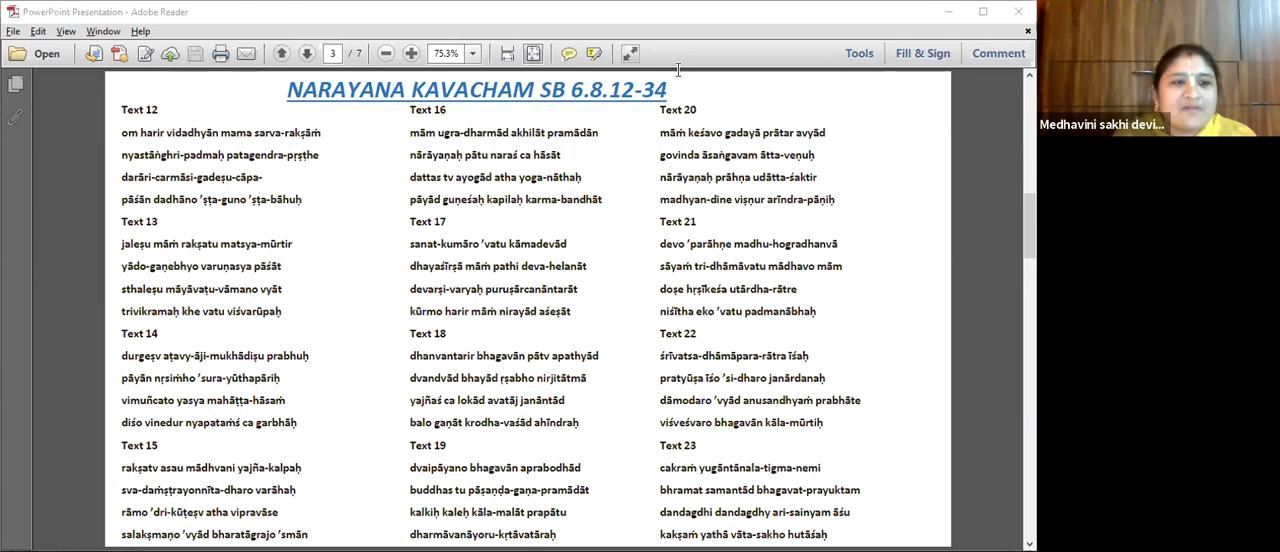 PowerPoint Presentation - Adobe Reader
File Edit View Window Help
Open 3 / 7 75.3% Tools Fill & Sign Comment
NARAYANA KAVACHAM SB 6.8.12-34
Text 12
om harir vidadhyān mama sarva-rakṣāṁ
nyastāṅghri-padmaḥ patagendra-pṛṣṭhe
darāri-carmāsi-gadeṣu-cāpa-
pāśān dadhāno ’ṣṭa-guno ’ṣṭa-bāhuḥ
Text 13
jaleṣu māṁ rakṣatu matsya-mūrtir
yādo-gaṇebhyo varuṇasya pāśāt
sthaleṣu māyāvaṭu-vāmano vyāt
trivikramaḥ khe vatu viśvarūpaḥ
Text 14
durgeṣv aṭavy-āji-mukhādiṣu prabhuḥ
pāyān nṛsiṁho ’sura-yūthapāriḥ
vimuñcato yasya mahāṭṭa-hāsaṁ
diśo vinedur nyapataṁś ca garbhāḥ
Text 15
rakṣatv asau mādhvani yajña-kalpaḥ
sva-daṁṣṭrayonnīta-dharo varāhaḥ
rāmo ’dri-kūṭeṣv atha vipravāse
salakṣmaṇo ’vyād bharatāgrajo ’smān
Text 16
mām ugra-dharmād akhilāt pramādān
nārāyaṇaḥ pātu naraś ca hāsāt
dattas tv ayogād atha yoga-nāthaḥ
pāyād guṇeśaḥ kapilaḥ karma-bandhāt
Text 17
sanat-kumāro ’vatu kāmadevād
dhayaśīrṣā māṁ pathi deva-helanāt
devarṣi-varyaḥ puruṣārcanāntarāt
kūrmo harir māṁ nirayād aśeṣāt
Text 18
dhanvantarir bhagavān pātv apathyād
dvandvād bhayād ṛṣabho nirjitātmā
yajñaś ca lokād avatāj janāntād
balo gaṇāt krodha-vaśād ahīndraḥ
Text 19
dvaipāyano bhagavān aprabodhād
buddhas tu pāṣaṇḍa-gaṇa-pramādāt
kalkiḥ kaleḥ kāla-malāt prapātu
dharmāvanāyoru-kṛtāvatāraḥ
Text 20
māṁ keśavo gadayā prātar avyād
govinda āsaṅgavam ātta-veṇuḥ
nārāyaṇaḥ prāhṇa udātta-śaktir
madhyan-dine viṣṇur arīndra-pāṇiḥ
Text 21
devo ’parāhṇe madhu-hogradhanvā
sāyaṁ tri-dhāmāvatu mādhavo mām
doṣe hṛṣīkeśa utārdha-rātre
niśītha eko ’vatu padmanābhaḥ
Text 22
śrīvatsa-dhāmāpara-rātra īśaḥ
pratyūṣa īśo ’si-dharo janārdanaḥ
dāmodaro ’vyād anusandhyaṁ prabhāte
viśveśvaro bhagavān kāla-mūrtiḥ
Text 23
cakraṁ yugāntānala-tigma-nemi
bhramat samantād bhagavat-prayuktam
dandagdhi dandagdhy ari-sainyam āśu
kakṣaṁ yathā vāta-sakho hutāśaḥ
Medhavini sakhi devi...